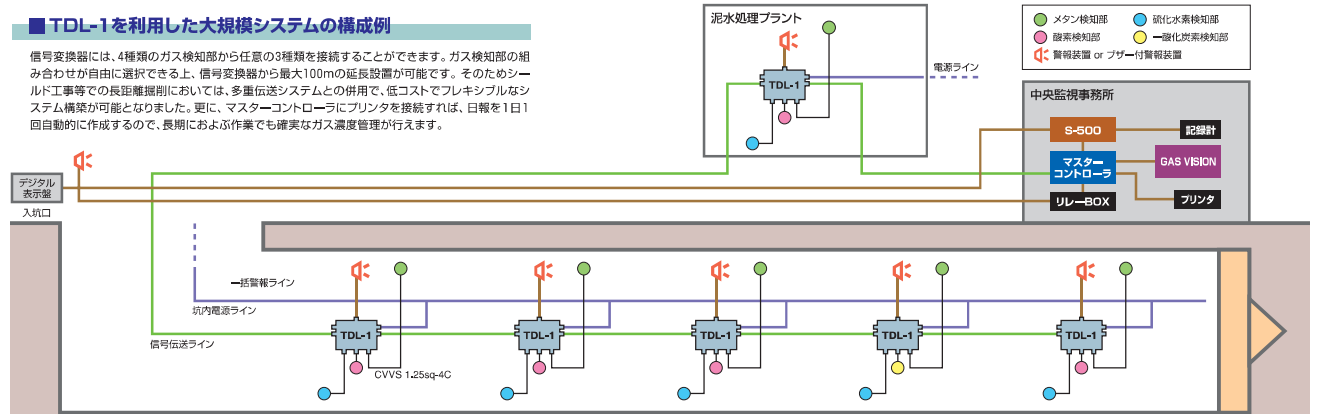 ■ TDL-1を利用した大規模システムの構成例
信号変換器には、4種類のガス検知部から任意の3種類を接続することができます。ガス検知部の組
み合わせが自由に選択できる上、信号変換器から最大100mの延長設置が可能です。そのためシー
ルド工事等での長距離掘削においては、多重伝送システムとの併用で、低コストでフレキシブルなシ
ステム構築が可能となりました。更に、マスターコントローラにプリンタを接続すれば、日報を1日1
回自動的に作成するので、長期におよぶ作業でも確実なガス濃度管理が行えます。
泥水処理プラント
TDL-1
電源ライン
メタン検知部
硫化水素検知部
酸素検知部
一酸化炭素検知部
警報装置 or ブザー付警報装置
中央監視事務所
S-500
記録計
マスター
コントローラ
GAS VISION
リレーBOX
プリンタ
デジタル
表示盤
入坑口
一括警報ライン
坑内電源ライン
信号伝送ライン
TDL-1
TDL-1
TDL-1
TDL-1
TDL-1
CVVS 1.25sq-4C